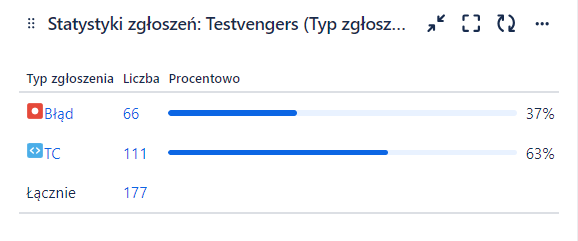 Statystyki zgłoszeń: Testvengers (Typ zgłosz...
Typ zgłoszenia Liczba Procentowo
Błąd 66 37%
TC 111 63%
Łącznie 177